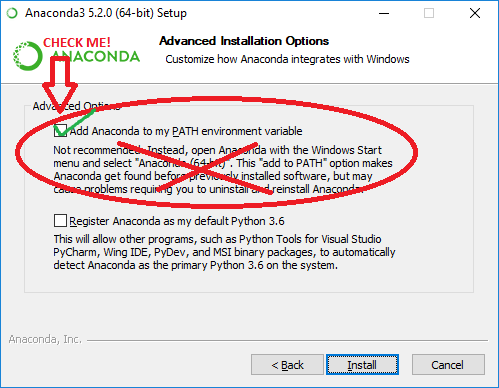 Anaconda3 5.2.0 (64-bit) Setup
CHECK ME!
ANACONDA
Advanced Installation Options
Customize how Anaconda integrates with Windows
Advanced Options
Add Anaconda to my PATH environment variable
Not recommended. Instead, open Anaconda with the Windows Start
menu and select "Anaconda (64-bit)". This "add to PATH" option makes
Anaconda get found before previously installed software, but may
cause problems requiring you to uninstall and reinstall Anaconda.
Register Anaconda as my default Python 3.6
This will allow other programs, such as Python Tools for Visual Studio
PyCharm, Wing IDE, PyDev, and MSI binary packages, to automatically
detect Anaconda as the primary Python 3.6 on the system.
Anaconda, Inc.
< Back
Install
Cancel